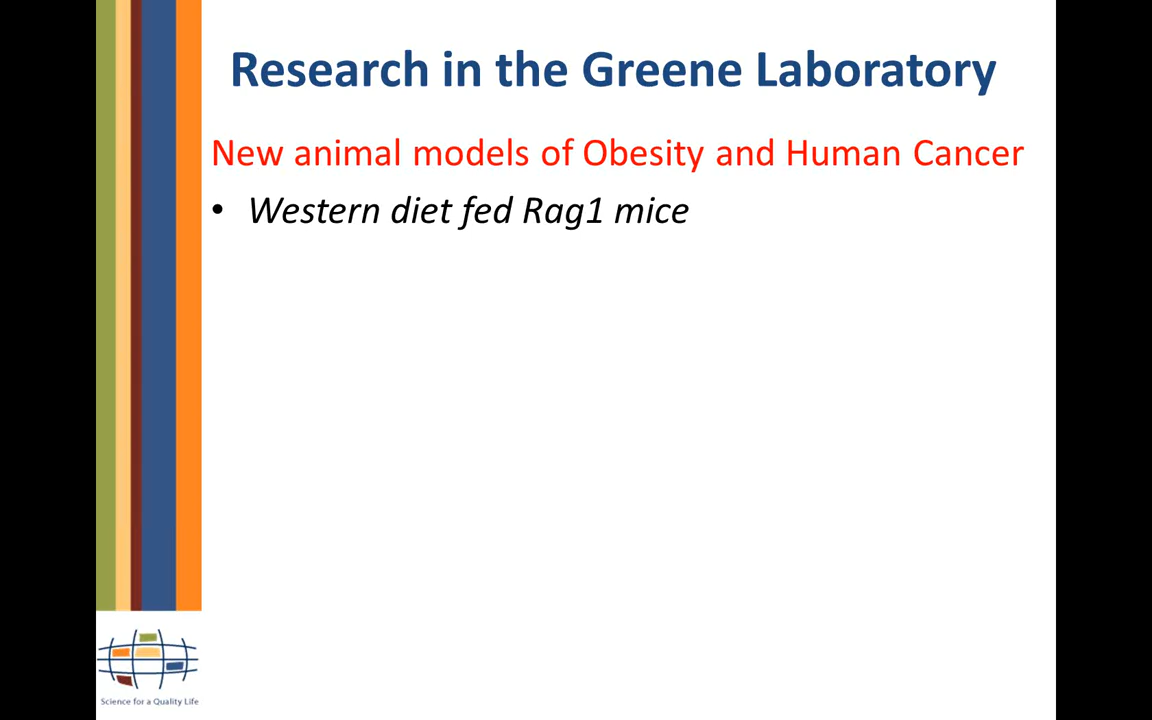 Research in the Greene Laboratory
New animal models of Obesity and Human Cancer
• Western diet fed Rag1 mice
Science for a Quality Life